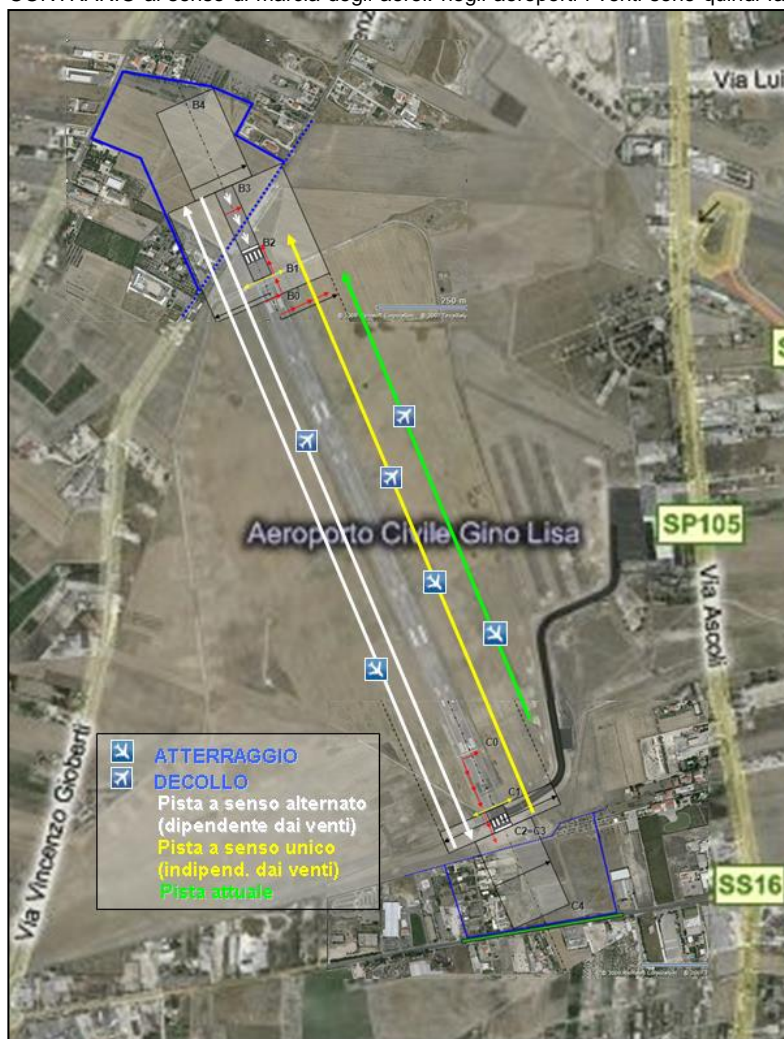 CONTRARIO al senso di marcia degli aerei. negli aeroporti i venti sono quindi
Via Lui
B4
B3
B2
B1
B0
250 m
Aeroporto Civile Gino Lisa
SP105
Via Ascoli
Via Vincenzo Gioberti
C0
C1
C2=C3
C4
SS16
ATTERRAGGIO
DECOLLO
Pista a senso alternato
(dipendente dai venti)
Pista a senso unico
(indipend. dai venti)
Pista attuale